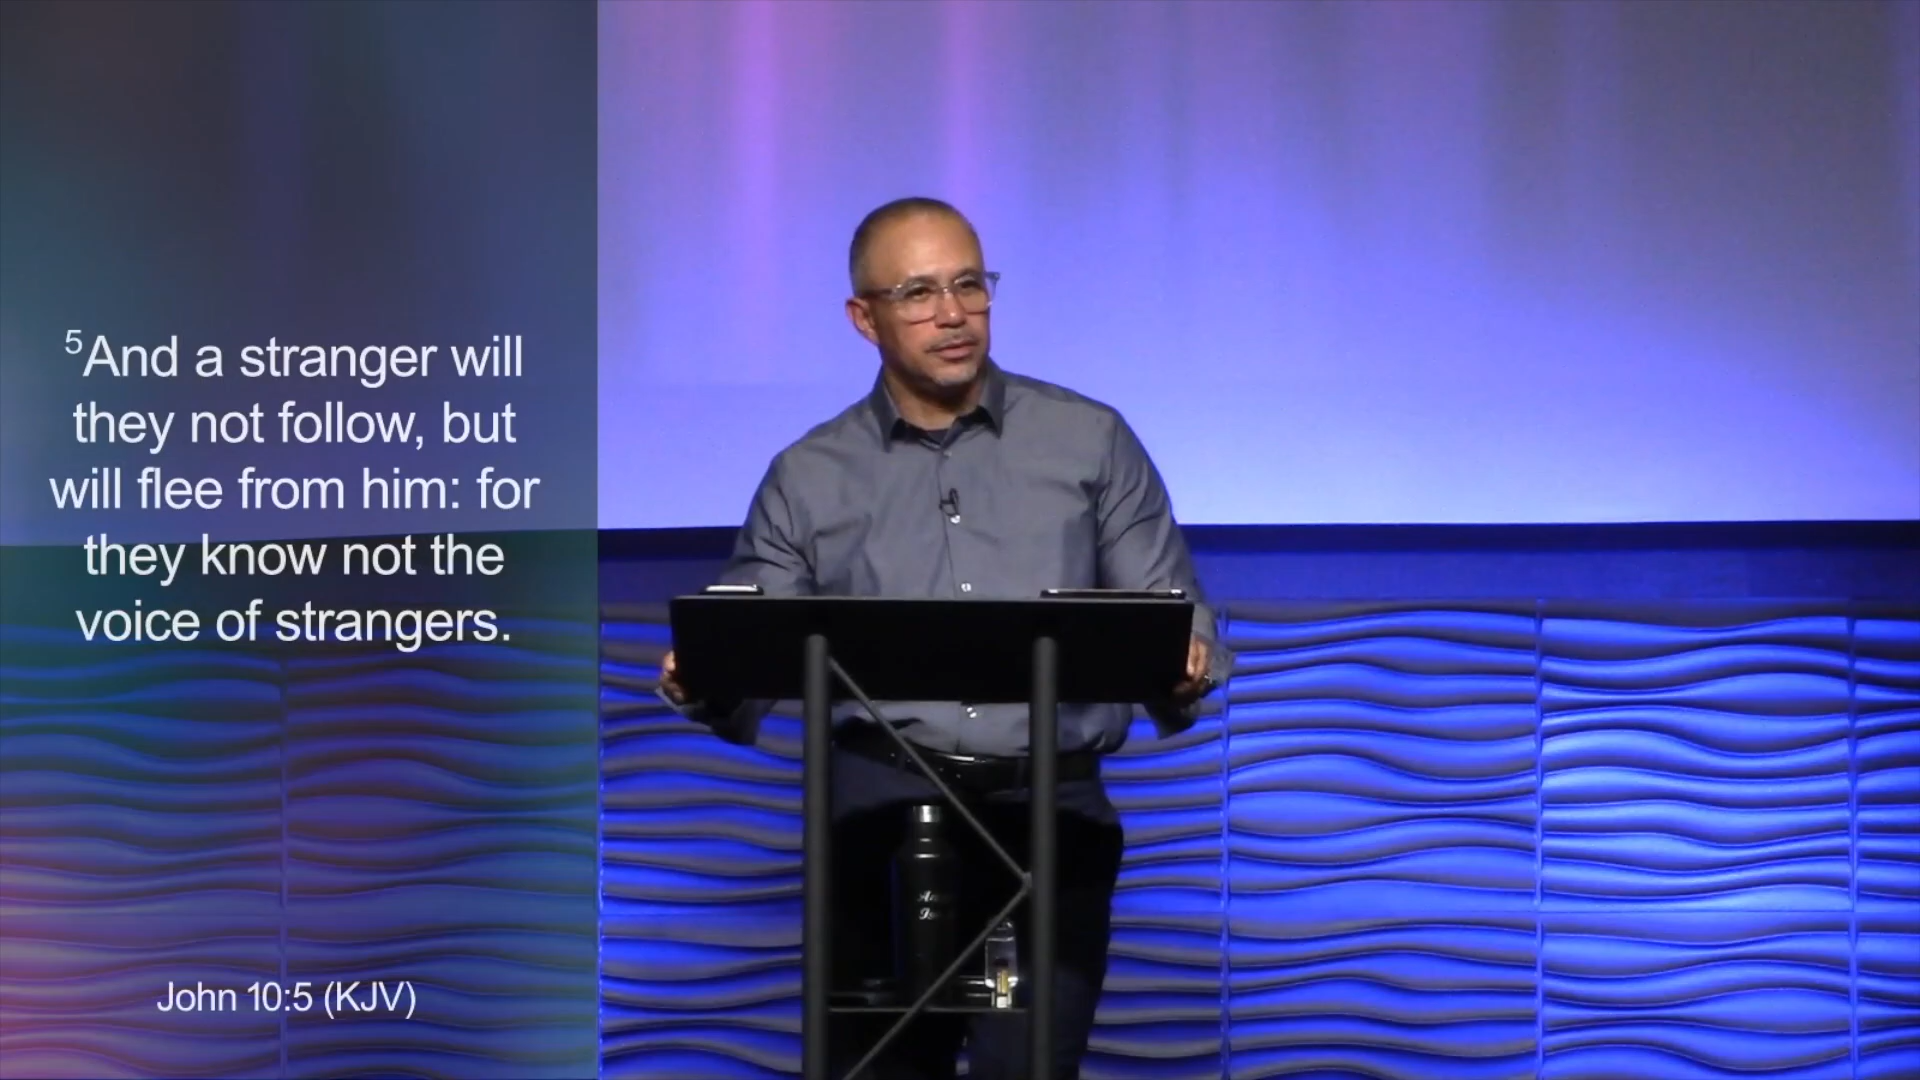 ⁵And a stranger will
they not follow, but
will flee from him: for
they know not the
voice of strangers.
John 10:5 (KJV)